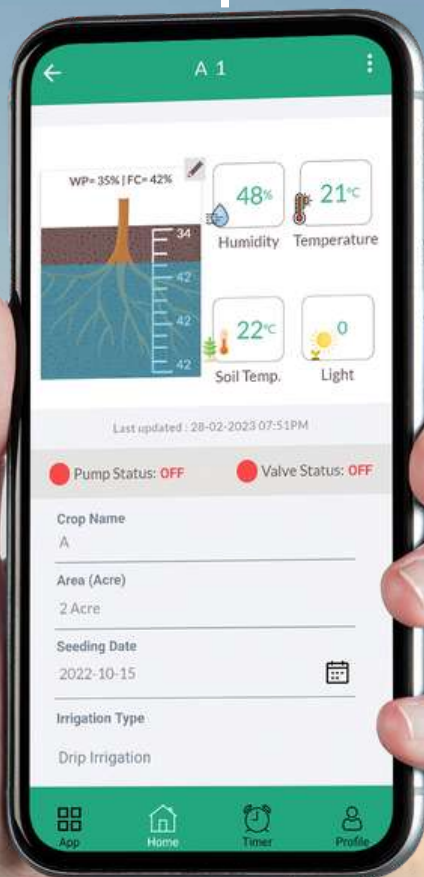 A 1
WP= 35% | FC= 42%
34
42
42
42
48%
Humidity
21°C
Temperature
22°C
Soil Temp.
0
Light
Last updated : 28-02-2023 07:51PM
Pump Status: OFF
Valve Status: OFF
Crop Name
A
Area (Acre)
2 Acre
Seeding Date
2022-10-15
Irrigation Type
Drip Irrigation
App
Home
Timer
Profile